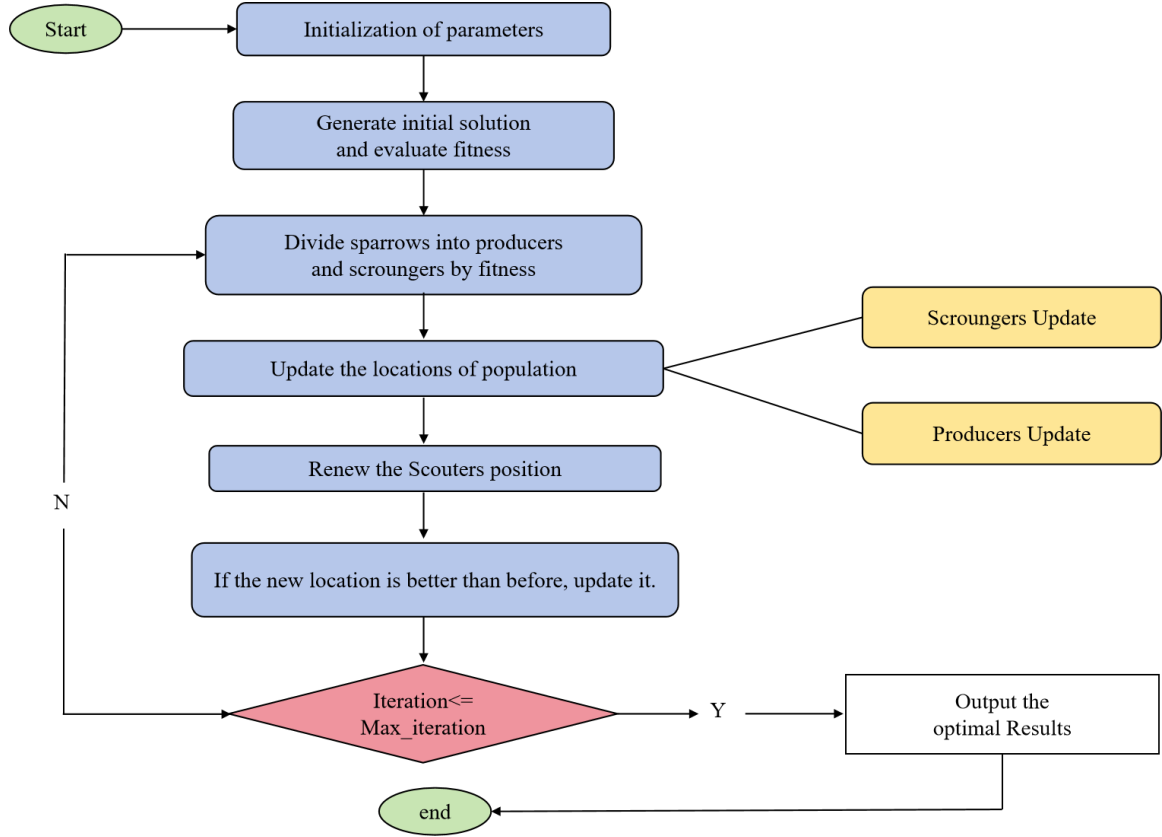 Start
Initialization of parameters
Generate initial solution
and evaluate fitness
Divide sparrows into producers
and scroungers by fitness
Scroungers Update
Update the locations of population
Producers Update
Renew the Scouters position
N
If the new location is better than before, update it.
Iteration<=
Max_iteration
Y
Output the
optimal Results
end